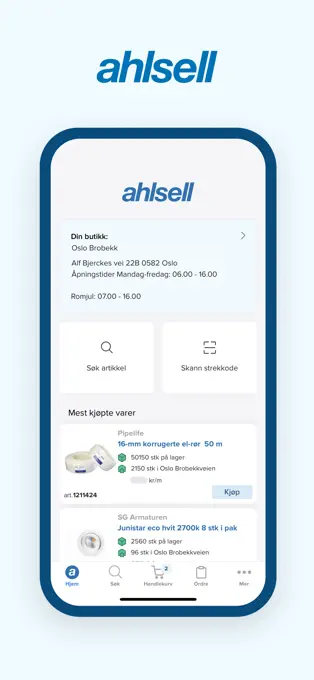 ahlsell
ahlsell
Din butikk:
Oslo Brobekk
Alf Bjerckes vei 22B 0582 Oslo
Åpningstider Mandag-fredag: 06.00 - 16.00
Romjul: 07.00 - 16.00
Søk artikkel
Skann strekkode
Mest kjøpte varer
Pipelife
16-mm korrugerte el-rør 50 m
50150 stk på lager
2150 stk i Oslo Brobekkveien
kr/m
art.1211424
Kjøp
SG Armaturen
Junistar eco hvit 2700k 8 stk i pak
2560 stk på lager
96 stk i Oslo Brobekkveien
a
2
Hjem
Søk
Handlekurv
Ordre
Mer